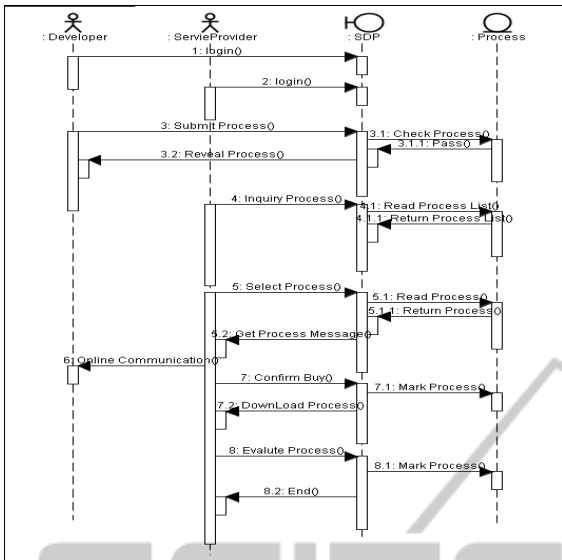 : Developer
: ServieProvider
: SDP
: Process
1: login()
2: login()
3: Submit Process()
3.1: Check Process()
3.1.1: Pass()
3.2: Reveal Process()
4: Inquiry Process()
4.1: Read Process List()
4.1.1: Return Process List()
5: Select Process()
5.1: Read Process()
5.1.1: Return Process()
5.2: Get Process Message()
6: Online Communication()
7: Confirm Buy()
7.1: Mark Process()
7.2: DownLoad Process()
8: Evalute Process()
8.1: Mark Process()
8.2: End()